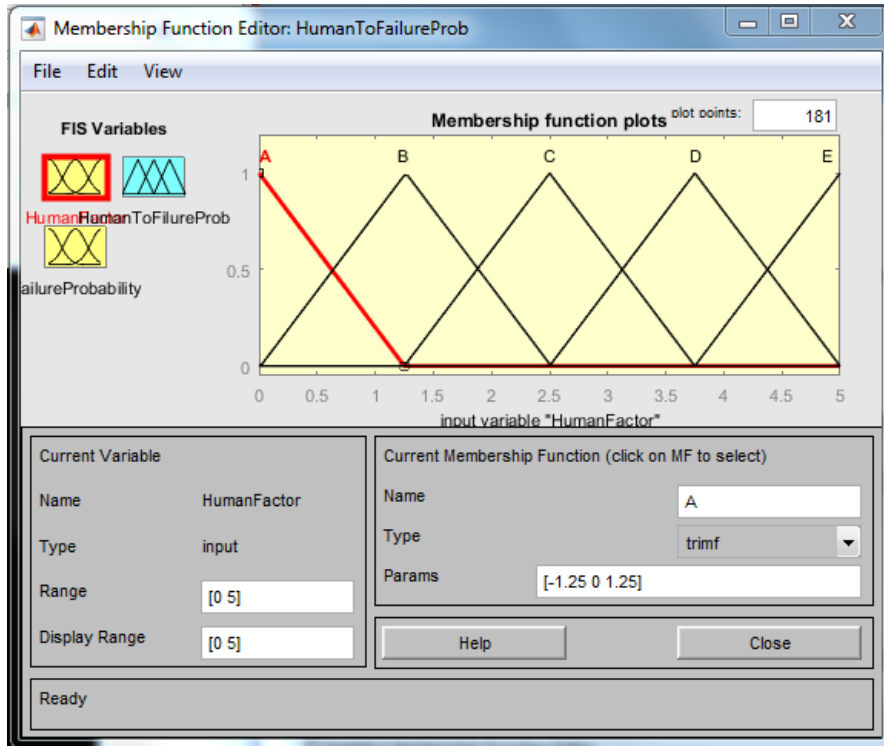 Membership Function Editor: HumanToFailureProb
File Edit View
FIS Variables
Membership function plots
plot points:
181
HumanFactor
HumanToFilureProb
ailureProbability
A B C D E
1
0.5
0
0 0.5 1 1.5 2 2.5 3 3.5 4 4.5 5
input variable "HumanFactor"
Current Variable
Name HumanFactor
Type input
Range [0 5]
Display Range [0 5]
Current Membership Function (click on MF to select)
Name A
Type trimf
Params [-1.25 0 1.25]
Help Close
Ready